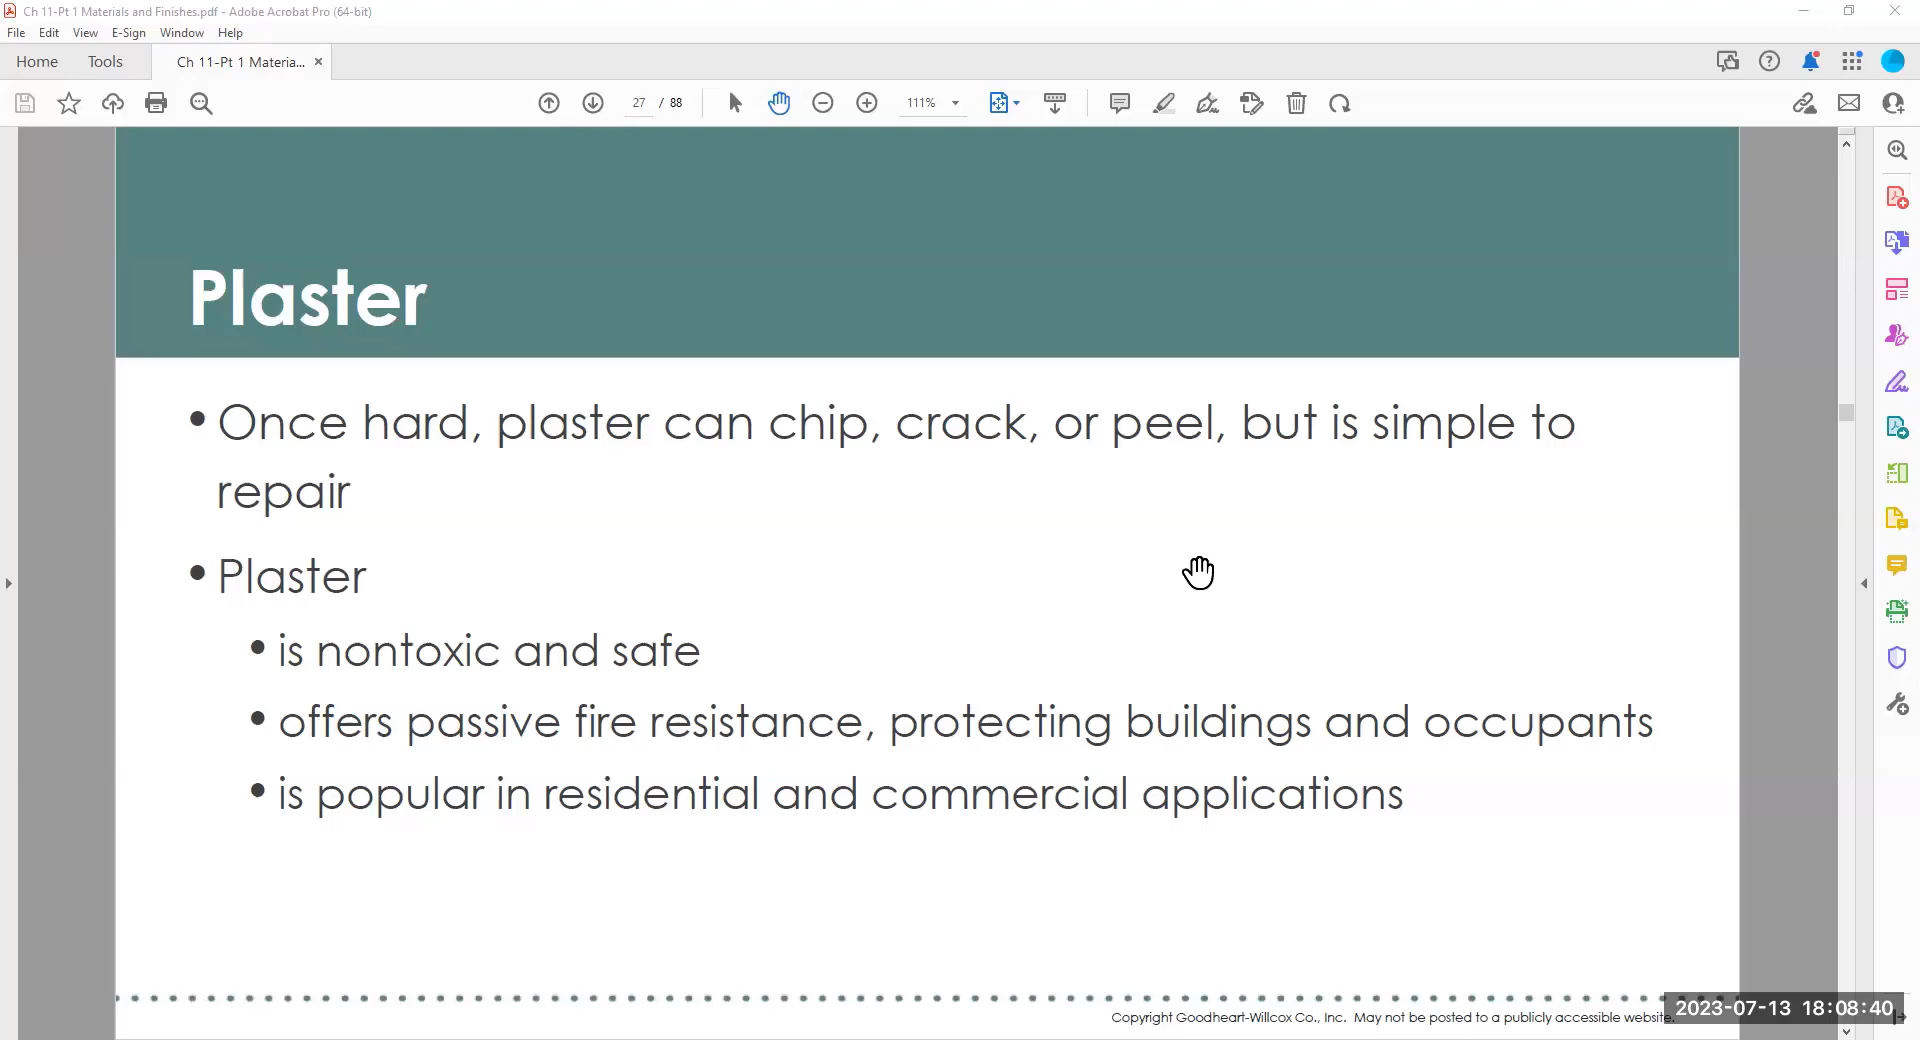 Ch 11-Pt 1 Materials and Finishes.pdf - Adobe Acrobat Pro (64-bit)
File Edit View E-Sign Window Help
Home Tools Ch 11-Pt 1 Materia... ×
27 / 88 111%
Plaster
• Once hard, plaster can chip, crack, or peel, but is simple to
repair
• Plaster
• is nontoxic and safe
• offers passive fire resistance, protecting buildings and occupants
• is popular in residential and commercial applications
Copyright Goodheart-Willcox Co., Inc. May not be posted to a publicly accessible website.
2023-07-13 18:08:40